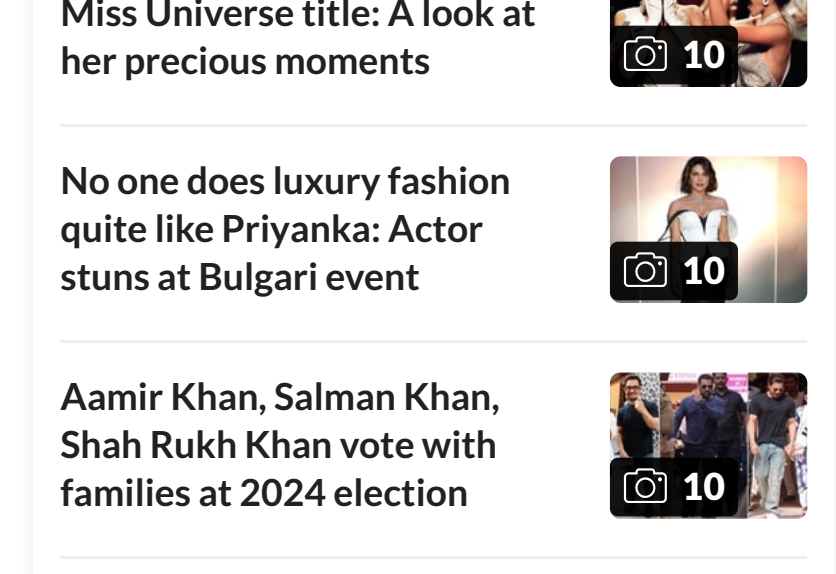 Miss Universe title: A look at
her precious moments
10
No one does luxury fashion
quite like Priyanka: Actor
stuns at Bulgari event
10
Aamir Khan, Salman Khan,
Shah Rukh Khan vote with
families at 2024 election
10